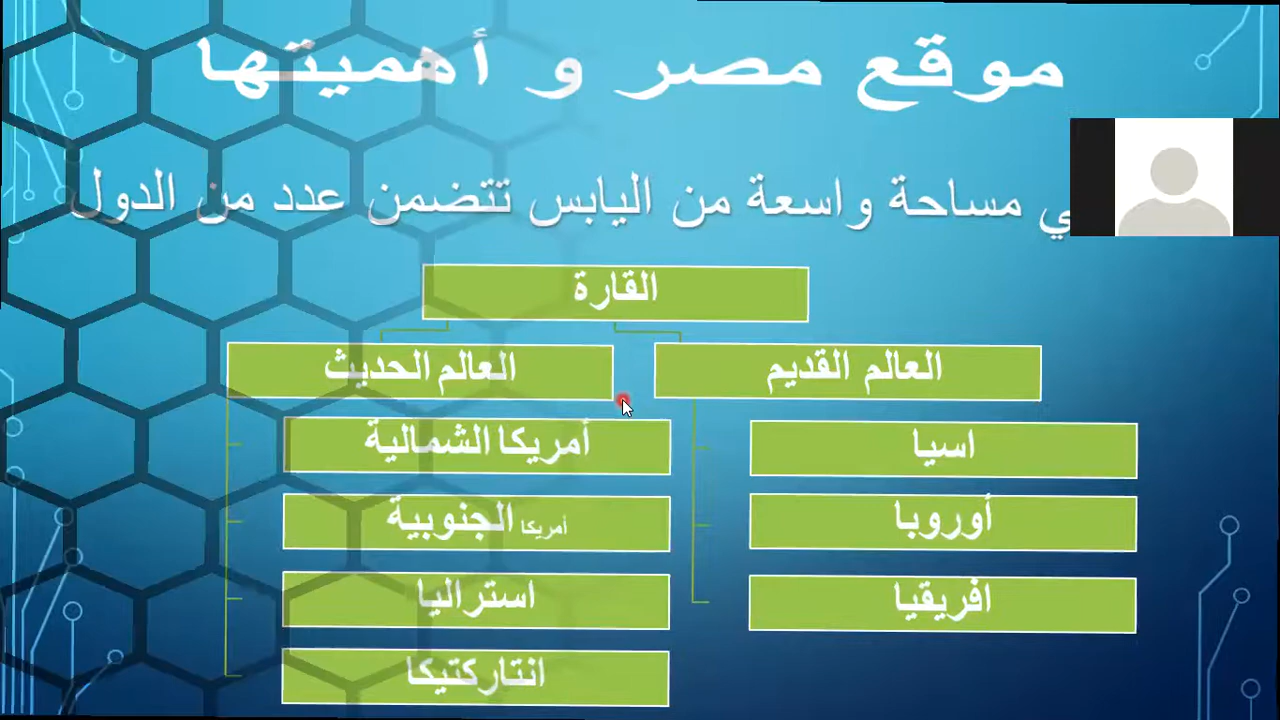 موقع مصر و أهميتها
مساحة واسعة من اليابس تتضمن عدد من الدول
القارة
العالم القديم
العالم الحديث
اسيا
أوروبا
افريقيا
أمريكا الشمالية
أمريكا الجنوبية
استراليا
انتاركتيكا